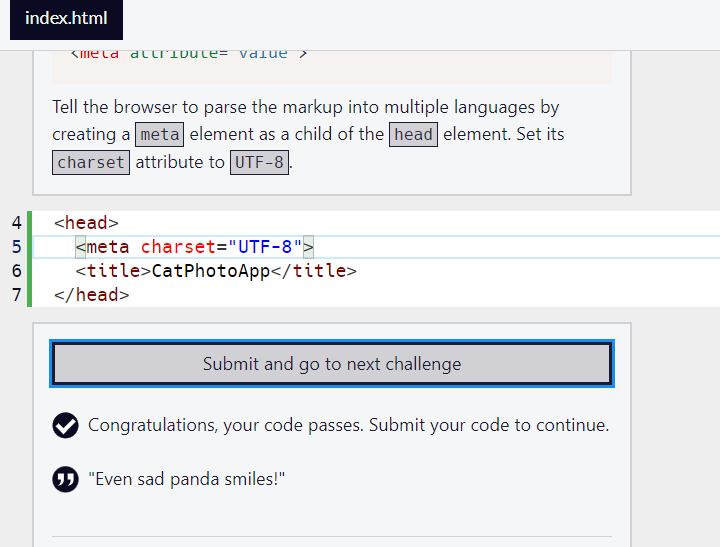 index.html
<meta attribute="value">
Tell the browser to parse the markup into multiple languages by
creating a meta element as a child of the head element. Set its
charset attribute to UTF-8.
4 <head>
5 <meta charset="UTF-8">
6 <title>CatPhotoApp</title>
7 </head>
Submit and go to next challenge
Congratulations, your code passes. Submit your code to continue.
"Even sad panda smiles!"